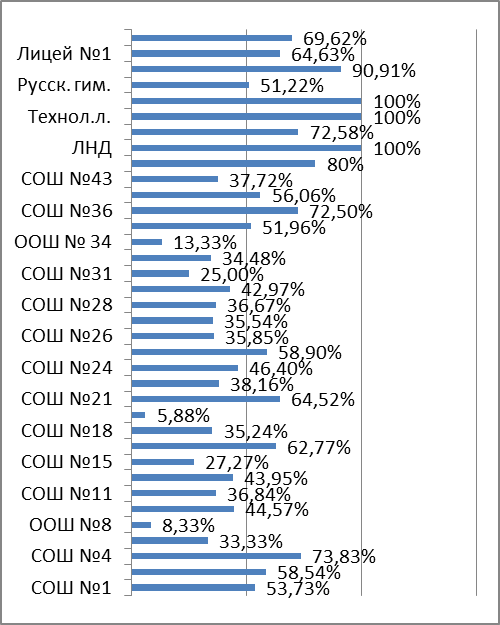 69,62%
Лицей №1 64,63%
90,91%
Русск. гим. 51,22%
100%
Технол.л. 100%
72,58%
ЛНД 100%
80%
СОШ №43 37,72%
56,06%
СОШ №36 72,50%
51,96%
ООШ № 34 13,33%
34,48%
СОШ №31 25,00%
42,97%
СОШ №28 36,67%
35,54%
СОШ №26 35,85%
58,90%
СОШ №24 46,40%
38,16%
СОШ №21 64,52%
5,88%
СОШ №18 35,24%
62,77%
СОШ №15 27,27%
43,95%
СОШ №11 36,84%
44,57%
ООШ №8 8,33%
33,33%
СОШ №4 73,83%
58,54%
СОШ №1 53,73%